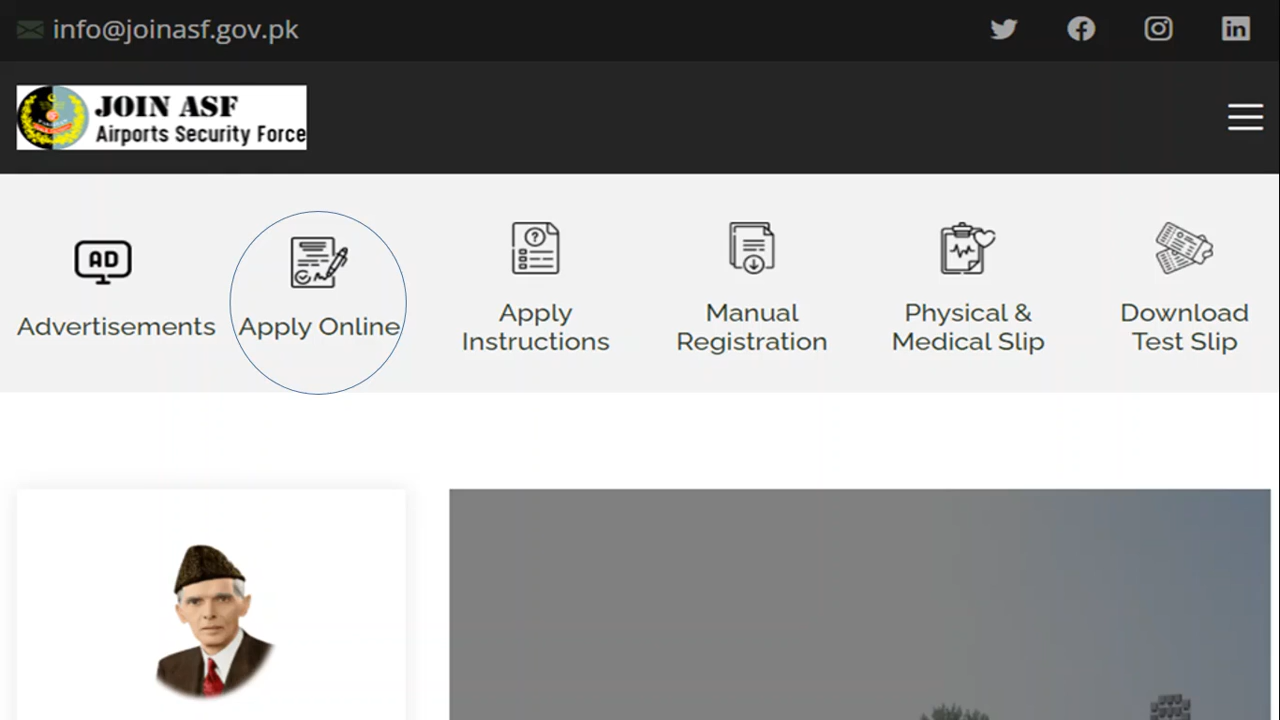 info@joinasf.gov.pk
JOIN ASF
Airports Security Force
AD
Advertisements
Apply Online
Apply
Instructions
Manual
Registration
Physical &
Medical Slip
Download
Test Slip